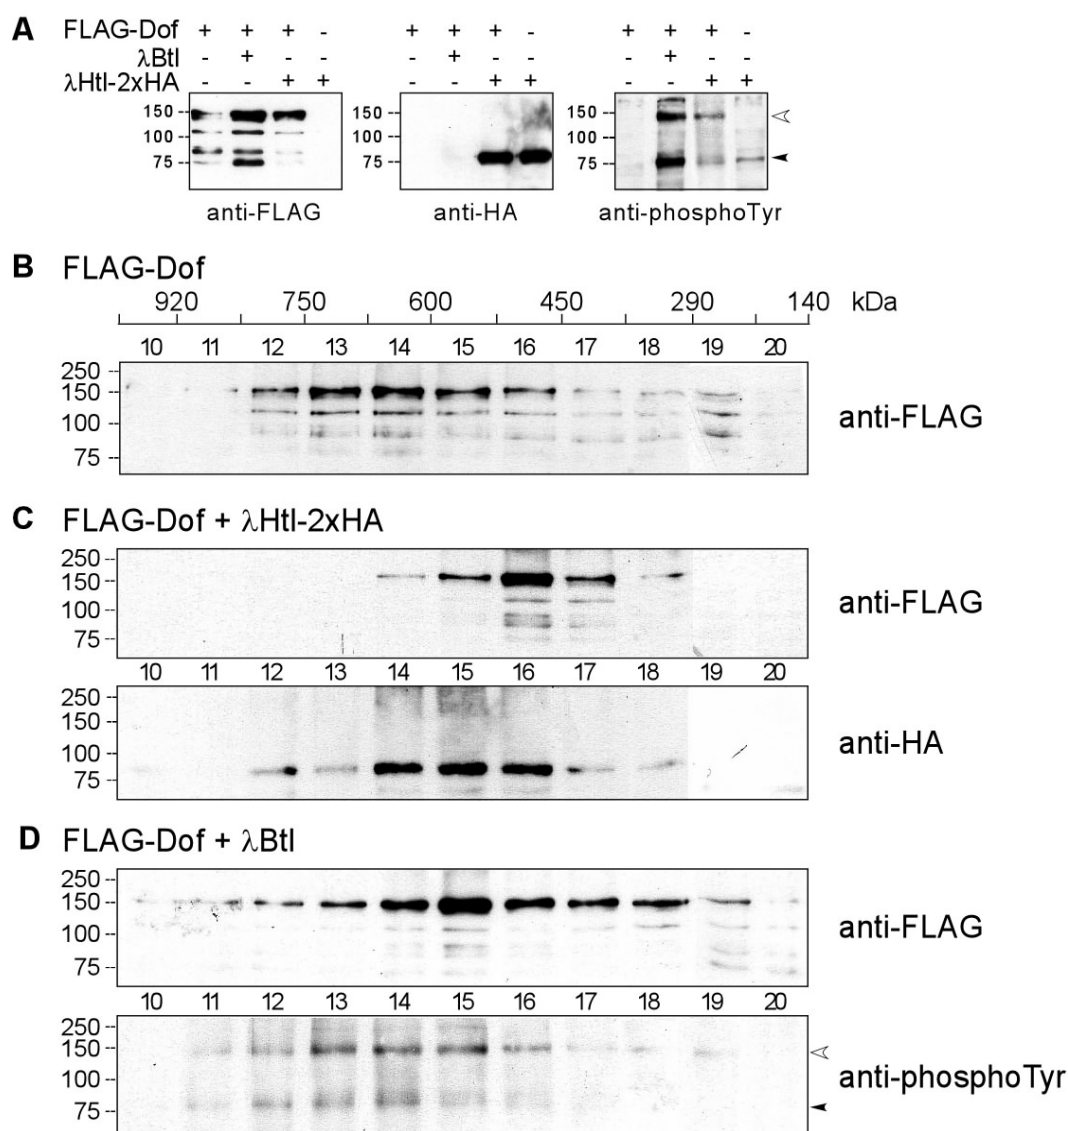 A FLAG-Dof + + + - + + + - + + + -
λBtl - + - - - + - - - + - -
λHtl-2xHA - - + + - - + + - - + +
150 150 150
100 100 100
75 75 75
anti-FLAG anti-HA anti-phosphoTyr
B FLAG-Dof
920 750 600 450 290 140 kDa
10 11 12 13 14 15 16 17 18 19 20
250
150
100
75
anti-FLAG
C FLAG-Dof + λHtl-2xHA
250
150
100
75
anti-FLAG
10 11 12 13 14 15 16 17 18 19 20
250
150
100
75
anti-HA
D FLAG-Dof + λBtl
250
150
100
75
anti-FLAG
10 11 12 13 14 15 16 17 18 19 20
250
150
100
75
anti-phosphoTyr